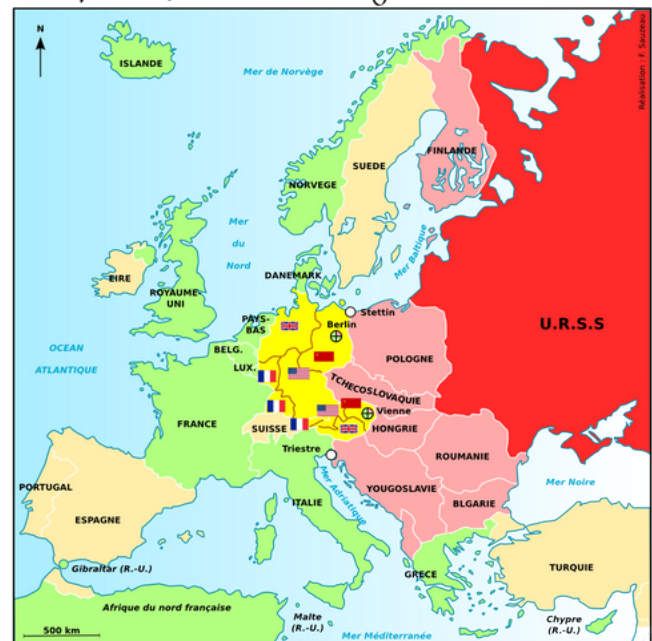 N
Réalisation : F. Sauzeau
ISLANDE
Mer de Norvège
FINLANDE
SUEDE
NORVEGE
Mer
du
Nord
Mer Baltique
EIRE
ROYAUME-
UNI
DANEMARK
Stettin
Berlin
PAYS-
BAS
U.R.S.S
OCEAN
ATLANTIQUE
BELG.
LUX.
POLOGNE
TCHECOSLOVAQUIE
Vienne
FRANCE
SUISSE
HONGRIE
Triestre
ROUMANIE
Mer Adriatique
Mer Noire
PORTUGAL
YOUGOSLAVIE
ITALIE
BLGARIE
ESPAGNE
Gibraltar (R.-U.)
GRECE
TURQUIE
Afrique du nord française
Malte
(R.-U.)
Chypre
(R.-U.)
500 km
Mer Méditerranée